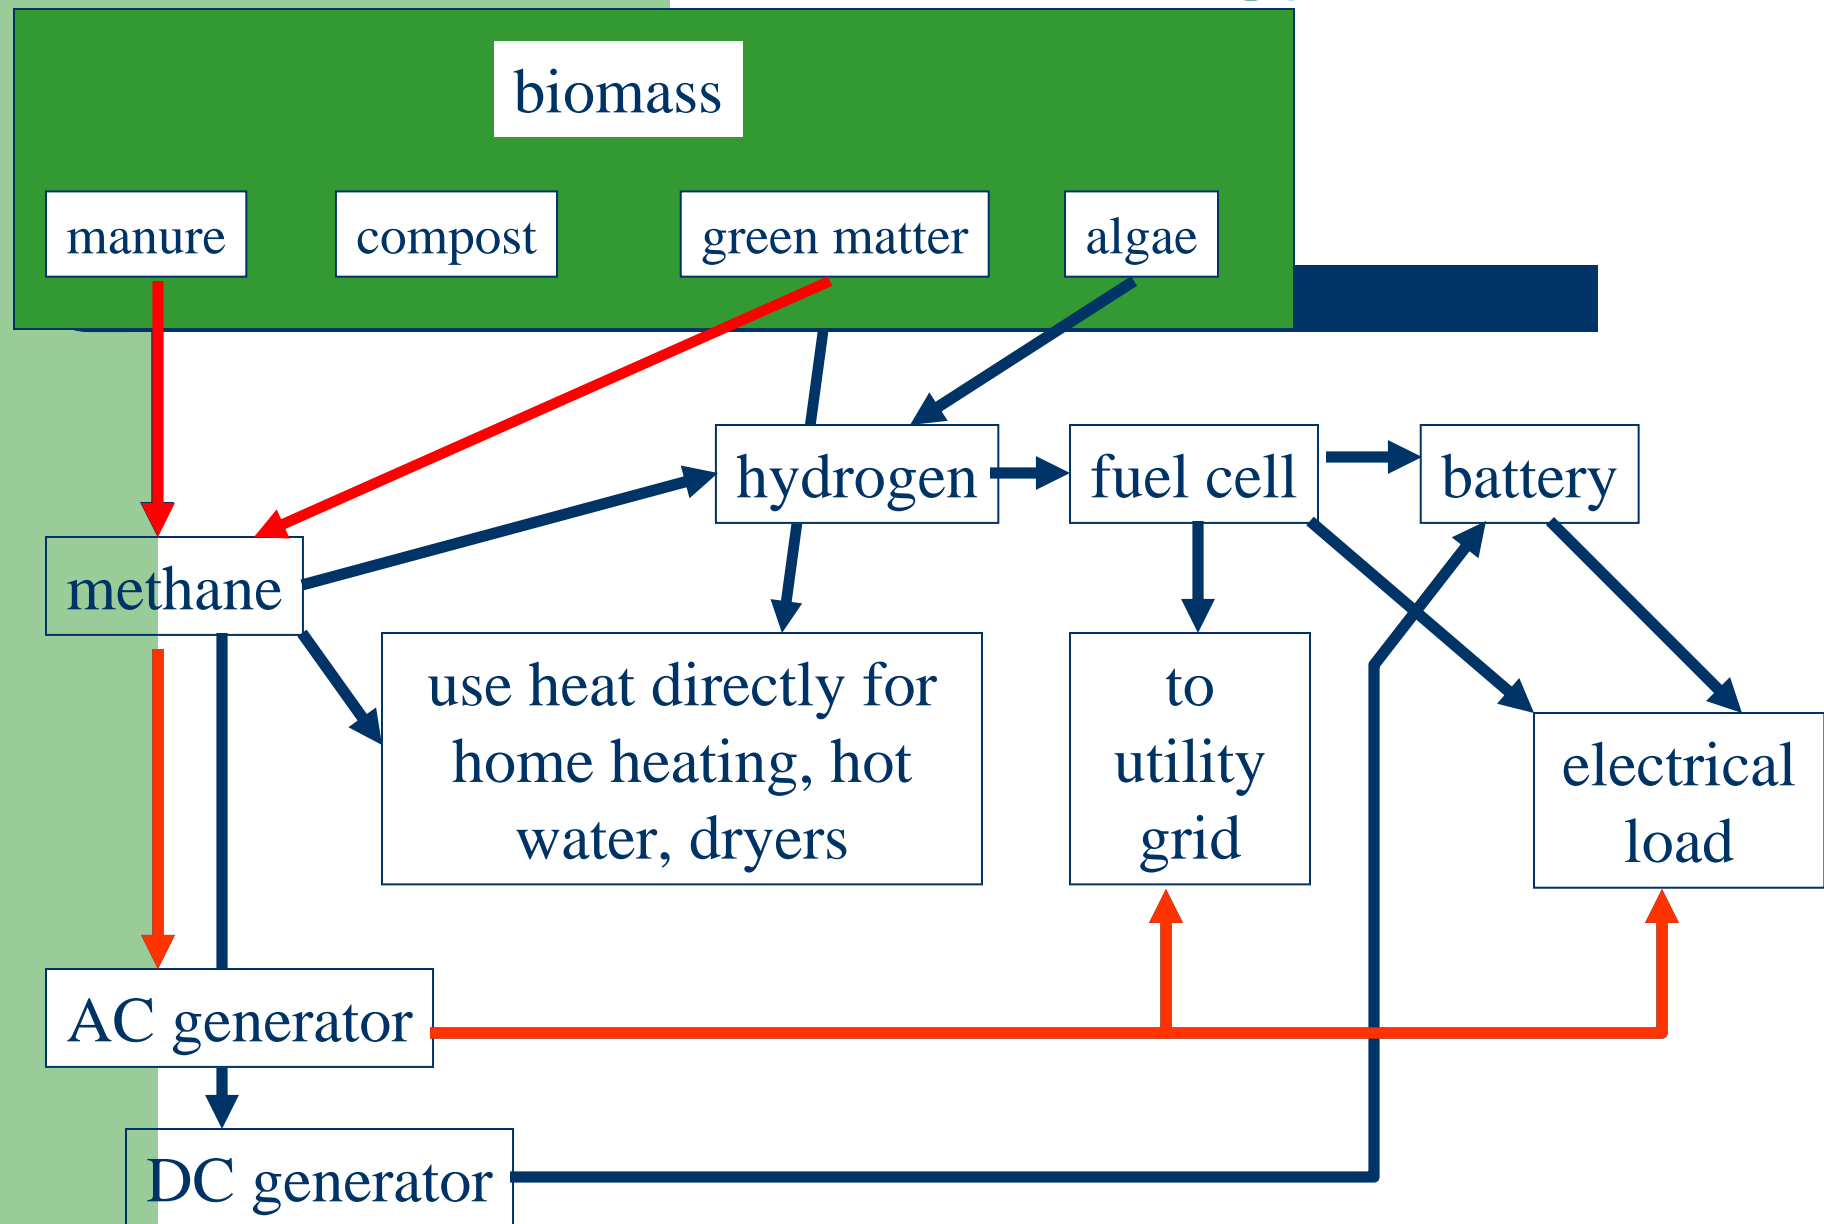 biomass
manure
compost
green matter
algae
hydrogen
fuel cell
battery
methane
use heat directly for
home heating, hot
water, dryers
to
utility
grid
electrical
load
AC generator
DC generator